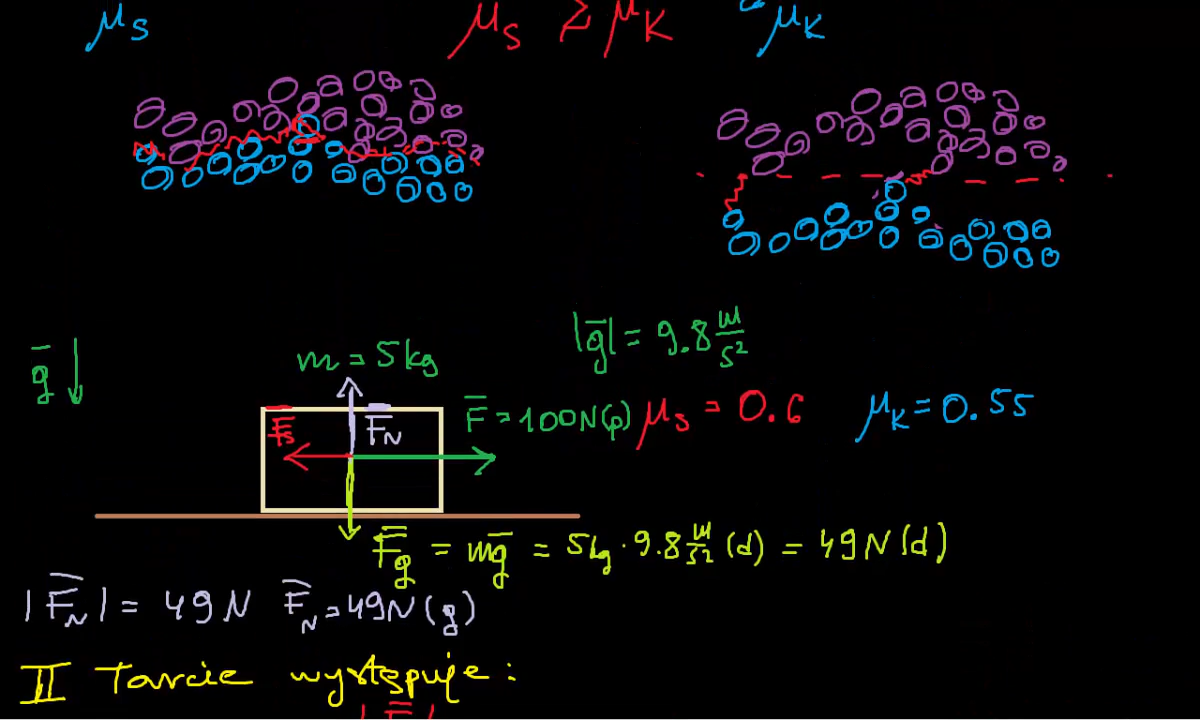 μs μs ≥ μK μK
|g̅| = 9.8 m/s²
g̅ m = 5kg
F̅s F̅N F̅ = 100N(p) μs = 0.6 μK = 0.55
F̅g = mg̅ = 5kg · 9.8 m/s² (d) = 49N (d)
|F̅N| = 49N F̅N = 49N (g)
II Tarcie występuje: